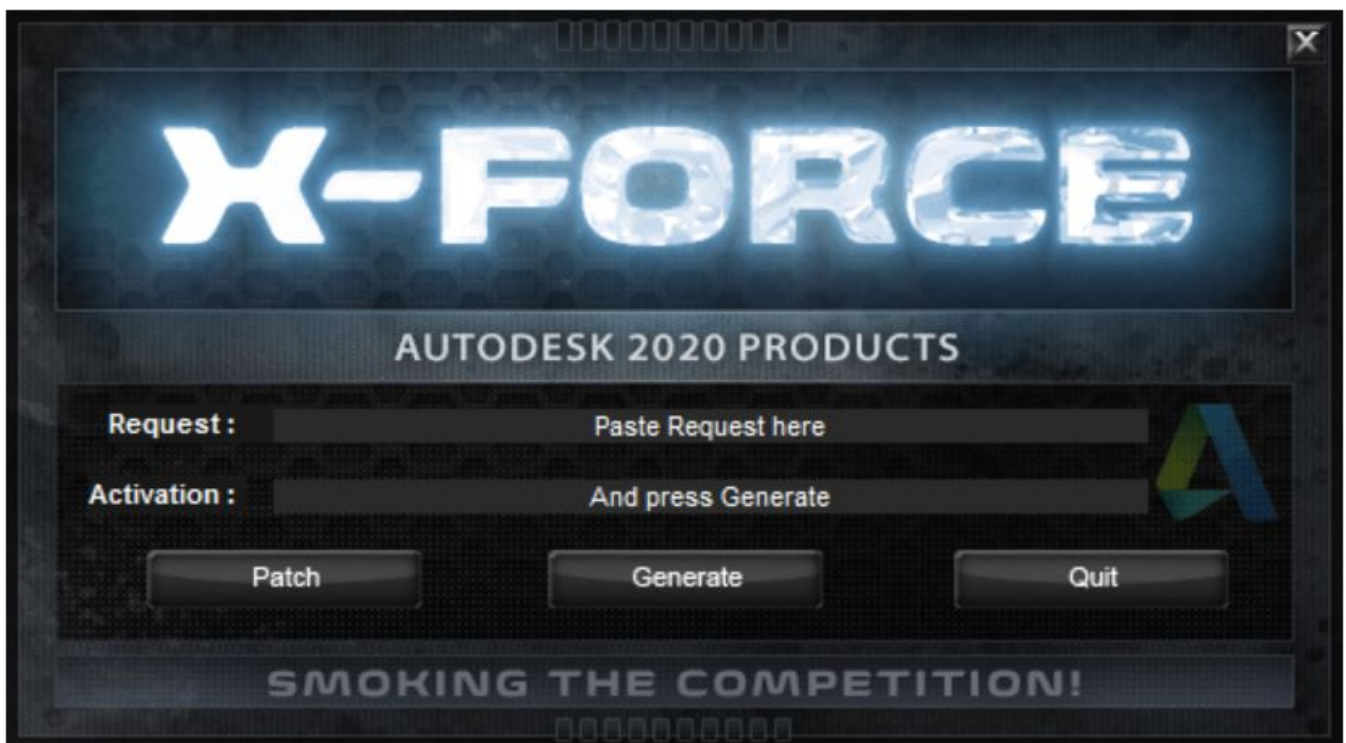 X-FORCE
AUTODESK 2020 PRODUCTS
Request : Paste Request here
Activation : And press Generate
Patch Generate Quit
SMOKING THE COMPETITION!